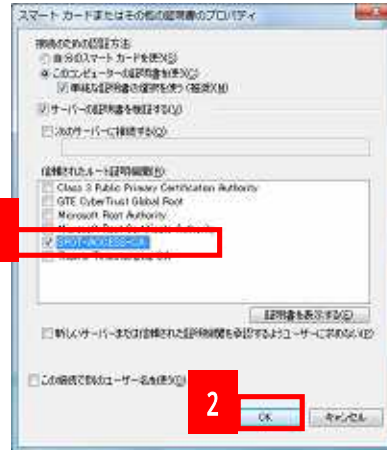 スマート カードまたはその他の証明書のプロパティ
接続のための認証方法:
自分のスマート カードを使う(S)
このコンピューターの証明書を使う(C)
単純な証明書の選択を使う (推奨)(M)
サーバーの証明書を検証する(V)
次のサーバーに接続する(O):
信頼されたルート証明機関(R):
Class 3 Public Primary Certification Authority
GTE CyberTrust Global Root
Microsoft Root Authority
Microsoft Root Certificate Authority
SPOT-ACCESS-CA
証明書を表示する(E)
新しいサーバーまたは信頼された証明機関を承認するようユーザーに求めない(P)
この接続で別のユーザー名を使う(D)
2
OK
キャンセル